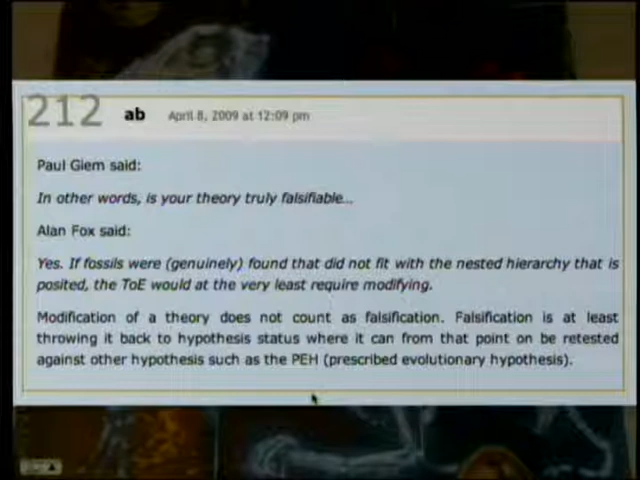 212 ab April 8, 2009 at 12:09 pm
Paul Giem said:
In other words, is your theory truly falsifiable...
Alan Fox said:
Yes. If fossils were (genuinely) found that did not fit with the nested hierarchy that is
posited, the ToE would at the very least require modifying.
Modification of a theory does not count as falsification. Falsification is at least
throwing it back to hypothesis status where it can from that point on be retested
against other hypothesis such as the PEH (prescribed evolutionary hypothesis).